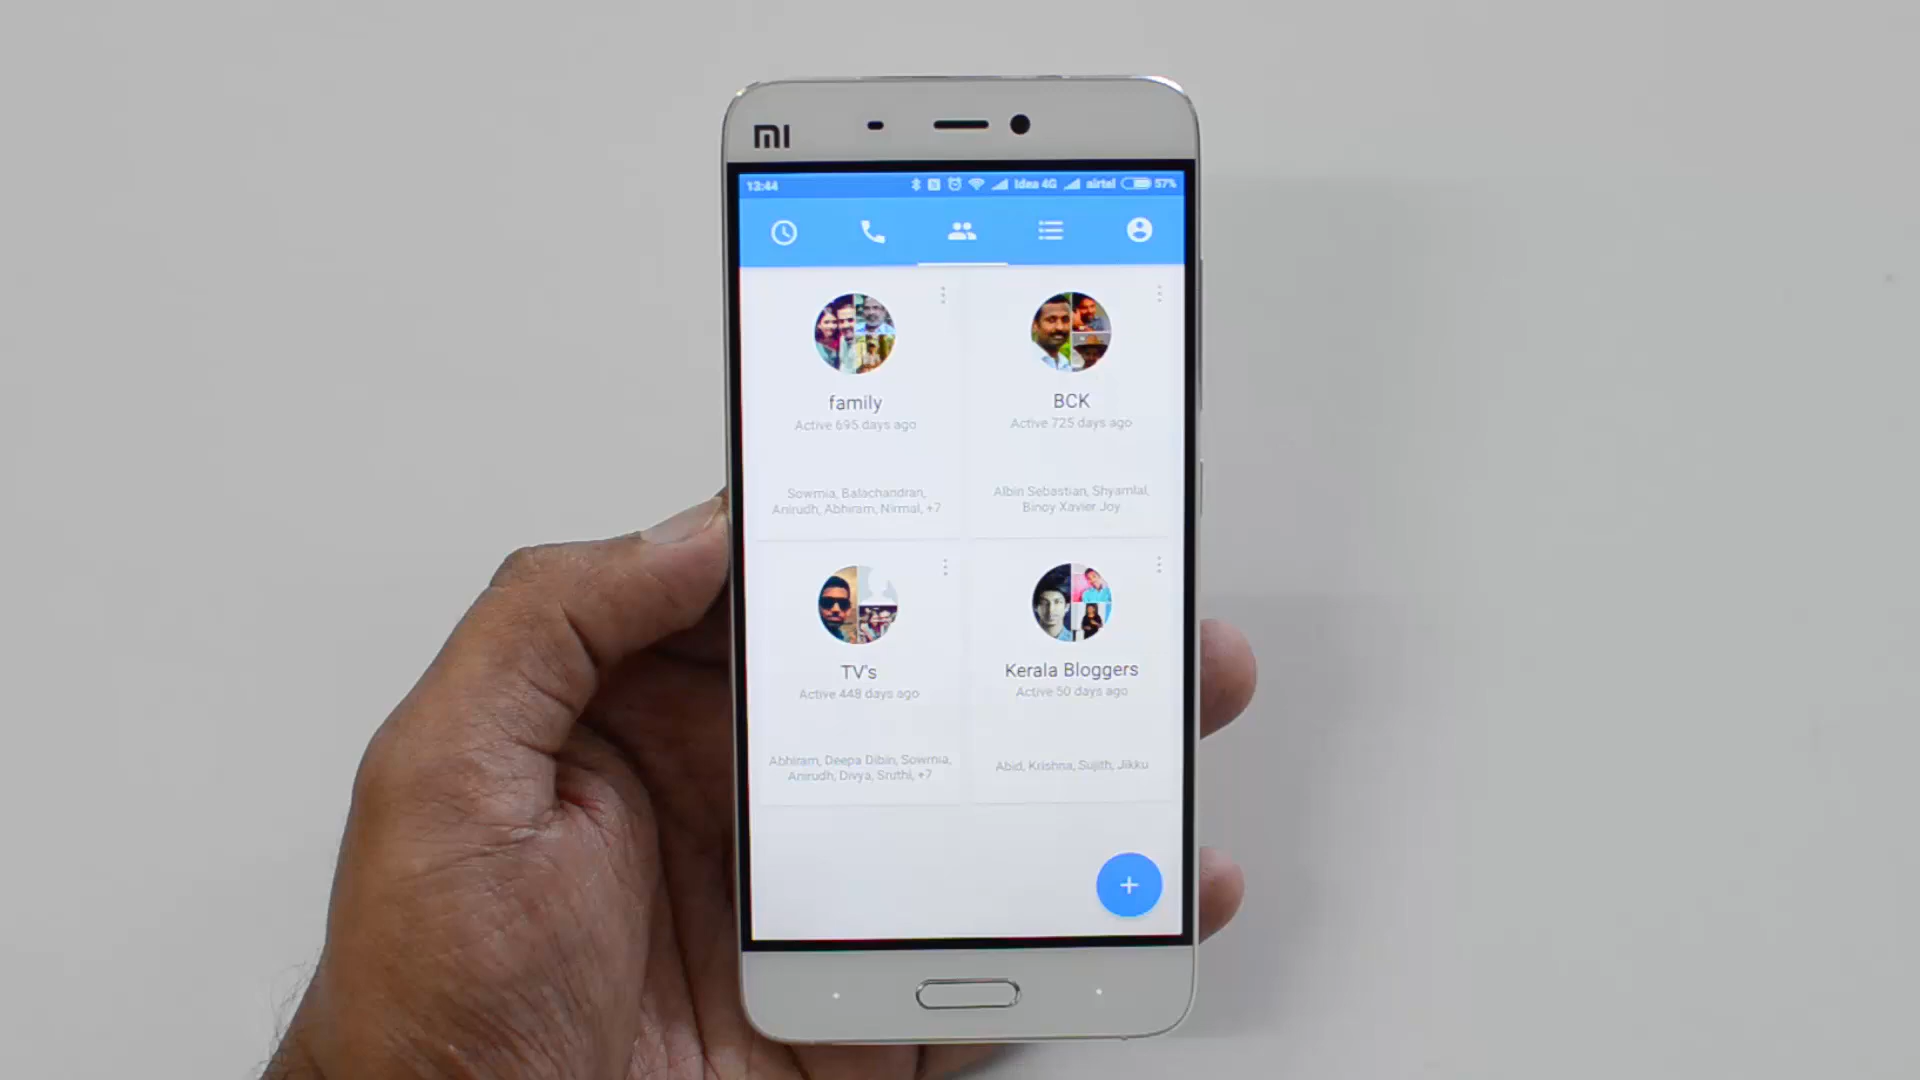 MI
13:44 Idea 4G airtel 57%
family
Active 695 days ago
Sowmia, Balachandran,
Anirudh, Abhiram, Nirmal, +7
BCK
Active 725 days ago
Albin Sebastian, Shyamlal,
Binoy Xavier Joy
TV's
Active 448 days ago
Abhiram, Deepa Dibin, Sowmia,
Anirudh, Divya, Sruthi, +7
Kerala Bloggers
Active 50 days ago
Abid, Krishna, Sujith, Jikku